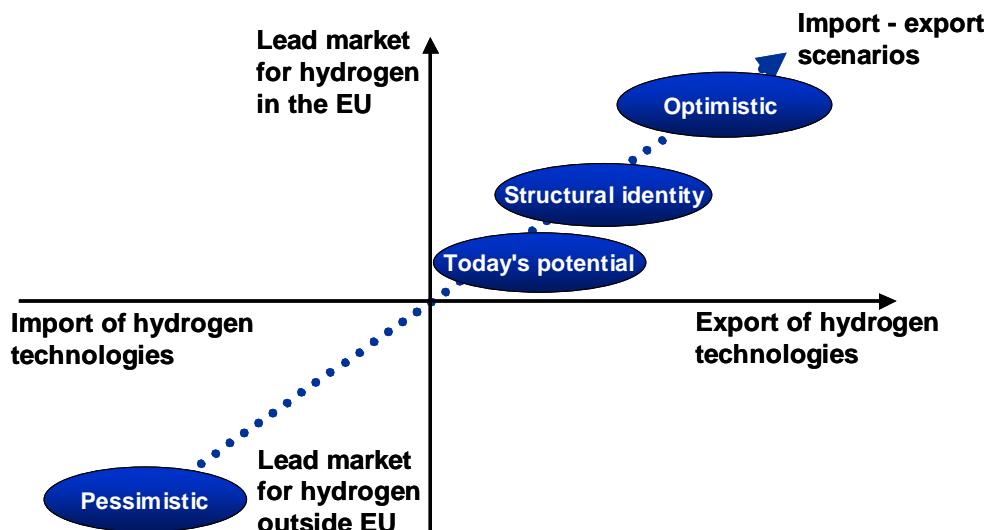 Lead market
for hydrogen
in the EU
Import - export
scenarios
Optimistic
Structural identity
Today's potential
Import of hydrogen
technologies
Export of hydrogen
technologies
Pessimistic
Lead market
for hydrogen
outside EU